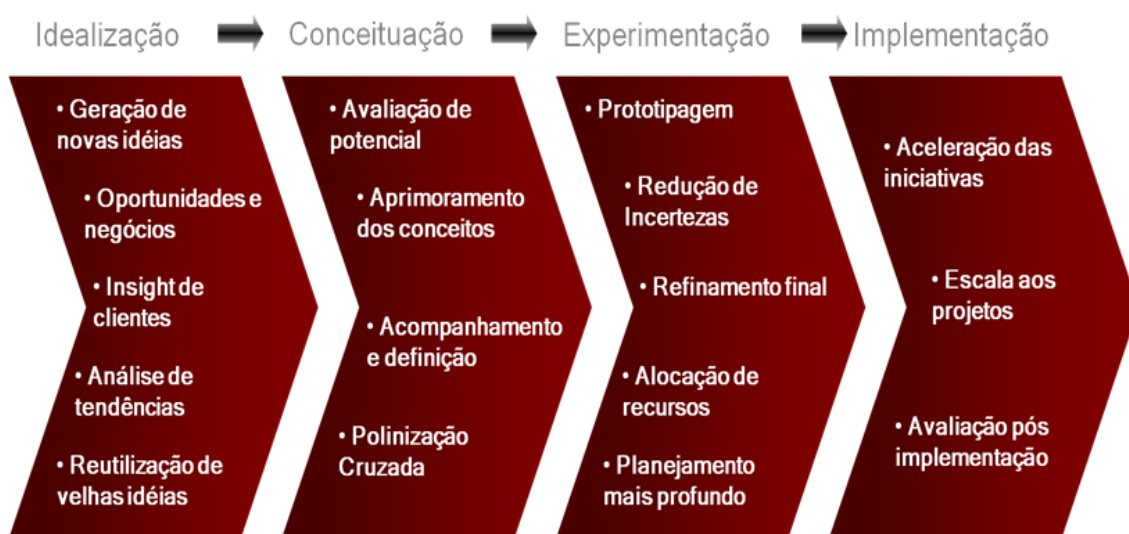 Idealização
Conceituação
Experimentação
Implementação
• Geração de
novas idéias
• Oportunidades e
negócios
• Insight de
clientes
• Análise de
tendências
• Reutilização de
velhas idéias
• Avaliação de
potencial
• Aprimoramento
dos conceitos
• Acompanhamento
e definição
• Polinização
Cruzada
• Prototipagem
• Redução de
Incertezas
• Refinamento final
• Alocação de
recursos
• Planejamento
mais profundo
• Aceleração das
iniciativas
• Escala aos
projetos
• Avaliação pós
implementação